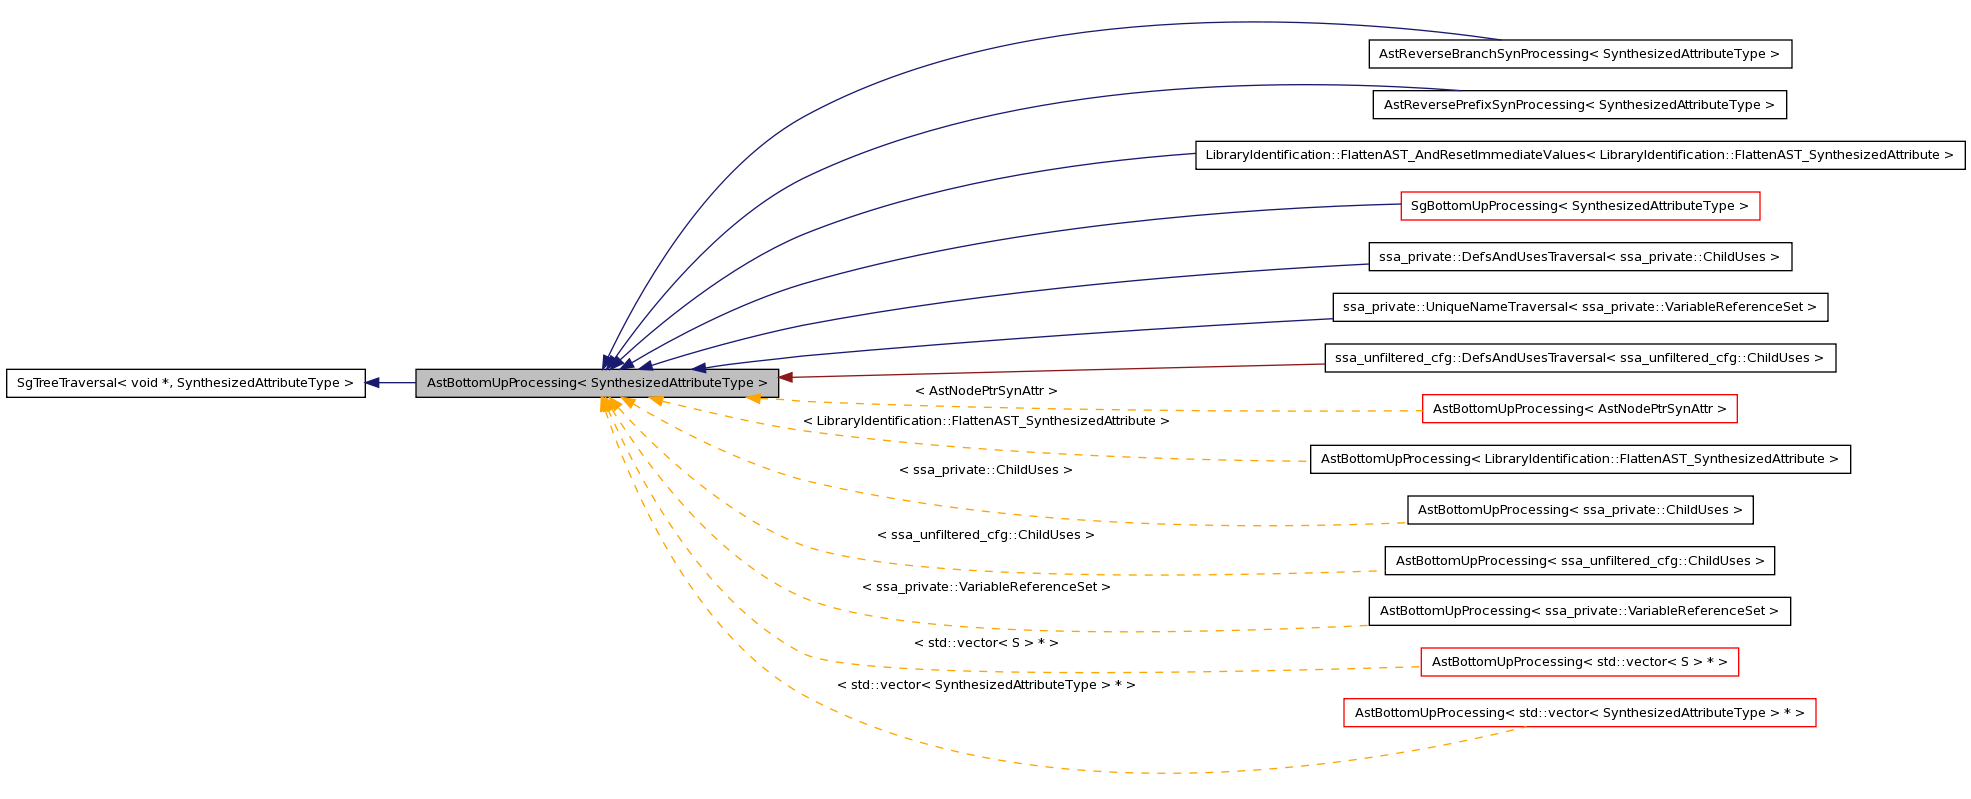 AstReverseBranchSynProcessing< SynthesizedAttributeType >
AstReversePrefixSynProcessing< SynthesizedAttributeType >
LibraryIdentification::FlattenAST_AndResetImmediateValues< LibraryIdentification::FlattenAST_SynthesizedAttribute >
SgBottomUpProcessing< SynthesizedAttributeType >
ssa_private::DefsAndUsesTraversal< ssa_private::ChildUses >
ssa_private::UniqueNameTraversal< ssa_private::VariableReferenceSet >
ssa_unfiltered_cfg::DefsAndUsesTraversal< ssa_unfiltered_cfg::ChildUses >
SgTreeTraversal< void *, SynthesizedAttributeType >
AstBottomUpProcessing< SynthesizedAttributeType >
< AstNodePtrSynAttr >
AstBottomUpProcessing< AstNodePtrSynAttr >
< LibraryIdentification::FlattenAST_SynthesizedAttribute >
AstBottomUpProcessing< LibraryIdentification::FlattenAST_SynthesizedAttribute >
< ssa_private::ChildUses >
AstBottomUpProcessing< ssa_private::ChildUses >
< ssa_unfiltered_cfg::ChildUses >
AstBottomUpProcessing< ssa_unfiltered_cfg::ChildUses >
< ssa_private::VariableReferenceSet >
AstBottomUpProcessing< ssa_private::VariableReferenceSet >
< std::vector< S > * >
AstBottomUpProcessing< std::vector< S > * >
< std::vector< SynthesizedAttributeType > * >
AstBottomUpProcessing< std::vector< SynthesizedAttributeType > * >